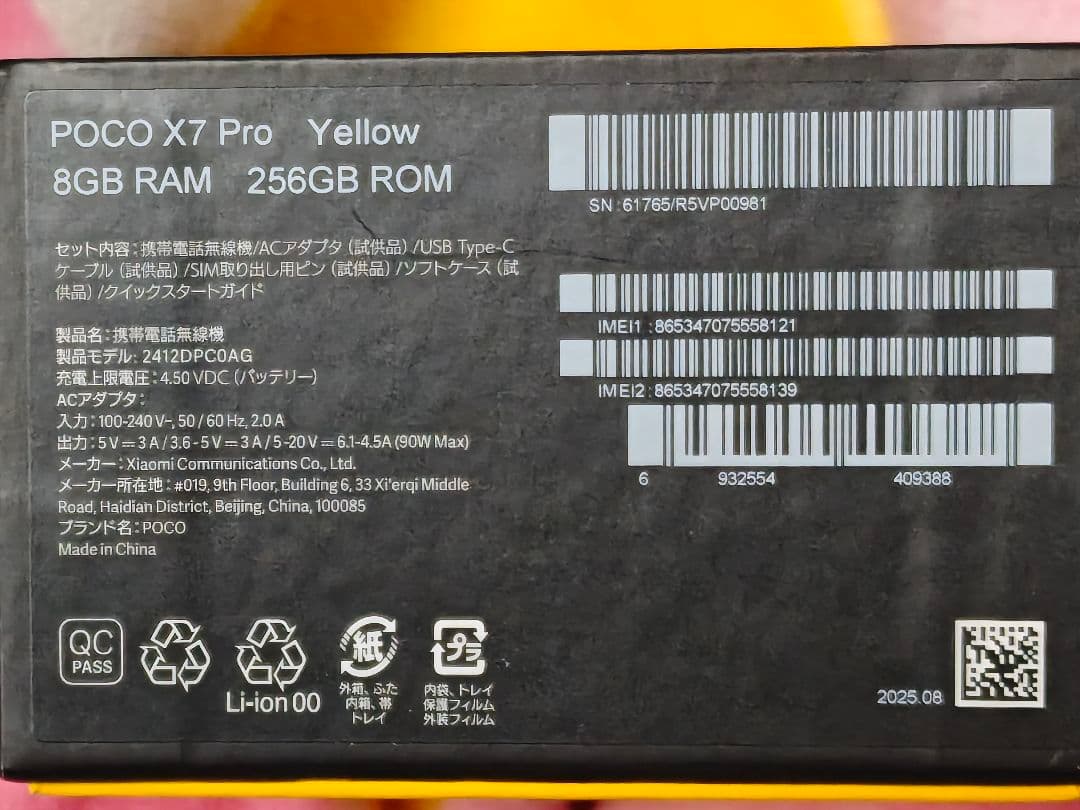 POCO X7 Pro Yellow
8GB RAM 256GB ROM
セット内容：携帯電話無線機/ACアダプタ（試供品）/USB Type-C
ケーブル（試供品）/SIM取り出し用ピン（試供品）/ソフトケース（試
供品）/クイックスタートガイド
製品名：携帯電話無線機
製品モデル: 2412DPC0AG
充電上限電圧：4.50 VDC（バッテリー）
ACアダプタ：
入力：100-240 V~, 50 / 60 Hz, 2.0 A
出力：5 V⎓3 A / 3.6 - 5 V⎓3 A / 5-20 V⎓6.1-4.5A (90W Max)
メーカー：Xiaomi Communications Co., Ltd.
メーカー所在地：#019, 9th Floor, Building 6, 33 Xi'erqi Middle
Road, Haidian District, Beijing, China, 100085
ブランド名：POCO
Made in China
SN : 61765/R5VP00981
IMEI1 : 865347075558121
IMEI2 : 865347075558139
6 932554 409388
QC
PASS
Li-ion 00
紙
外箱、ふた
内箱、帯
トレイ
プラ
内袋、トレイ
保護フィルム
外装フィルム
2025.08